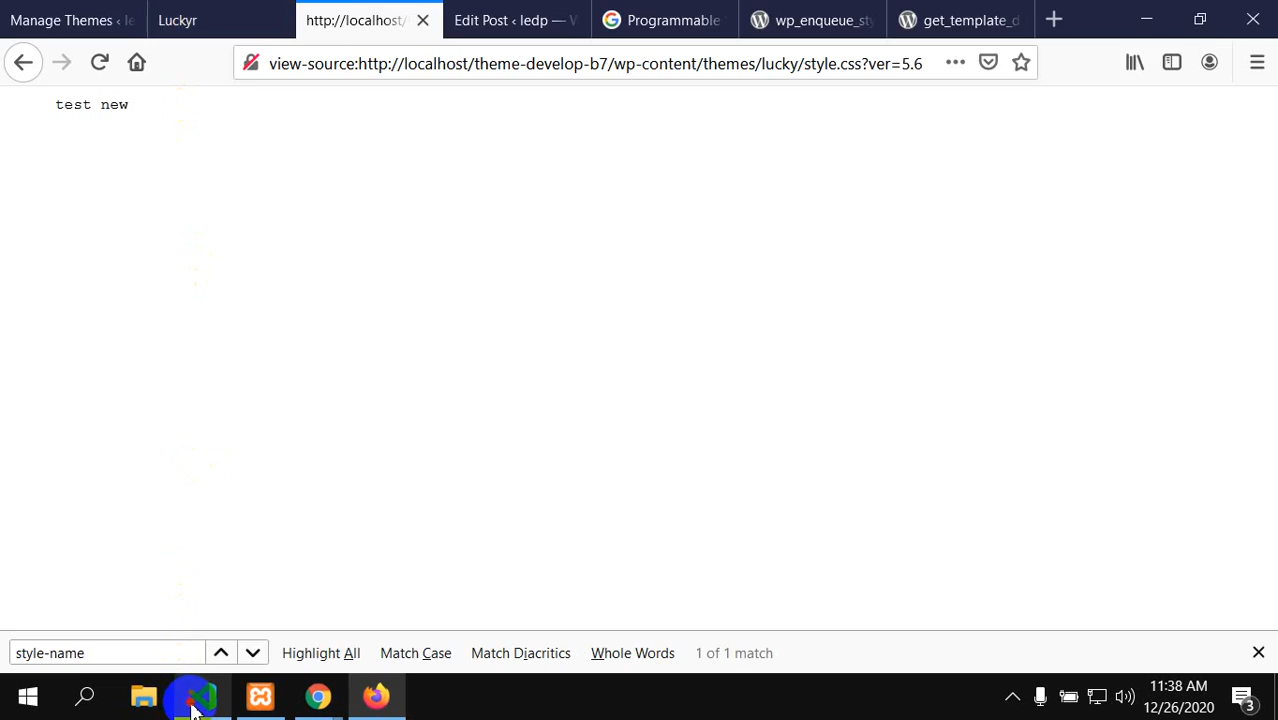 Manage Themes ‹ le
Luckyr
http://localhost/
Edit Post ‹ ledp — W
Programmable
wp_enqueue_sty
get_template_d
view-source:http://localhost/theme-develop-b7/wp-content/themes/lucky/style.css?ver=5.6
test new
style-name
Highlight All
Match Case
Match Diacritics
Whole Words
1 of 1 match
11:38 AM
12/26/2020
3